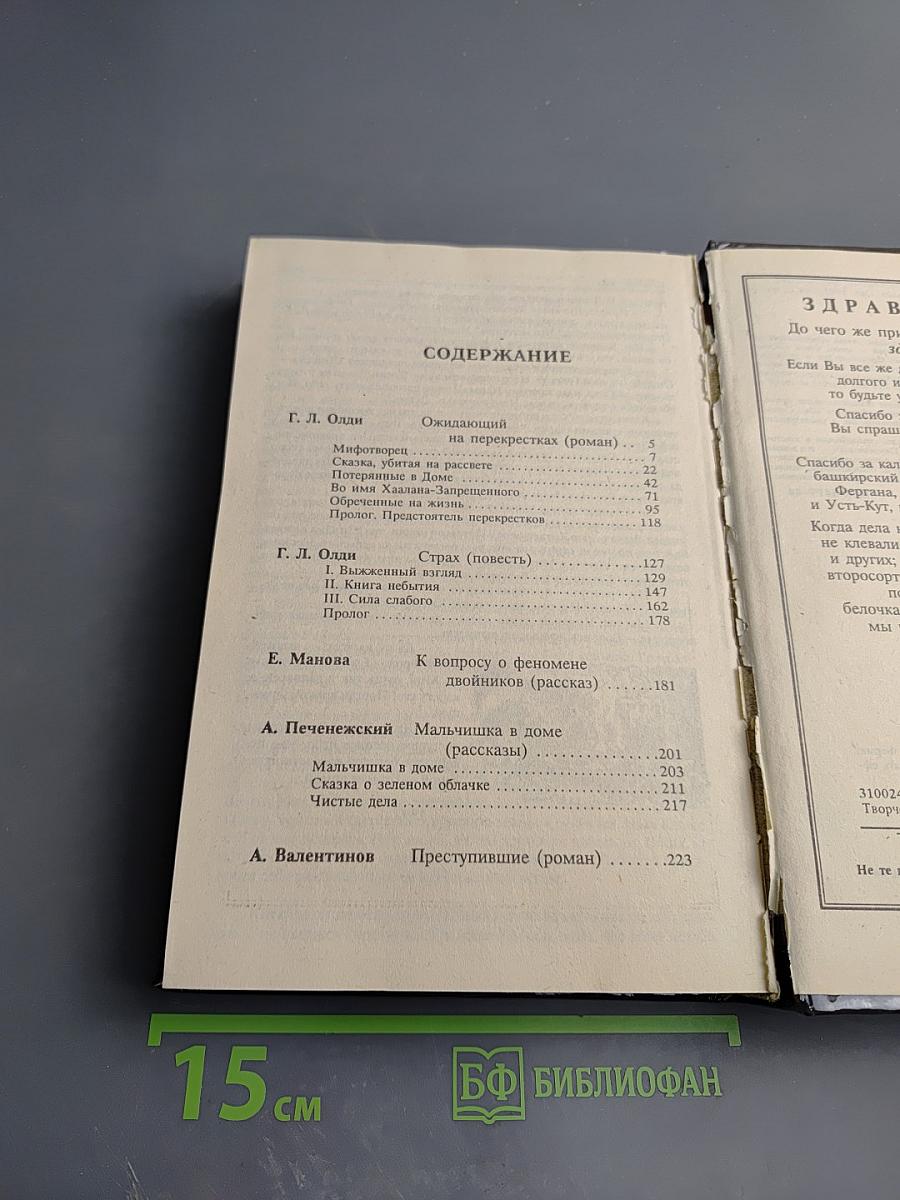 СОДЕРЖАНИЕ
Г. Л. Олди Ожидающий
на перекрестках (роман) .. 5
Мифотворец ........................................ 7
Сказка, убитая на рассвете ........................ 22
Потерянные в Доме ................................ 42
Во имя Хаалана-Запрещенного ..................... 71
Обреченные на жизнь ............................. 95
Пролог. Предстоятель перекрестков ............... 118
Г. Л. Олди Страх (повесть) .............127
I. Выжженный взгляд ............................. 129
II. Книга небытия ................................ 147
III. Сила слабого ................................. 162
Пролог ............................................ 178
Е. Манова К вопросу о феномене
двойников (рассказ) ......181
А. Печенежский Мальчишка в доме
(рассказы) ...............201
Мальчишка в доме ..............................203
Сказка о зеленом облачке ........................211
Чистые дела ......................................217
А. Валентинов Преступившие (роман) .......223
ЗДРАВ
До чего же при
Если Вы все же
долгого и
то будьте у
Спасибо
Вы спраш
Спасибо за кал
башкирский
Фергана,
и Усть-Кут,
Когда дела н
не клевали
и других;
второсорт
по
белочка
мы
31002
Творч
Не те
15 см
БФ БИБЛИОФАН